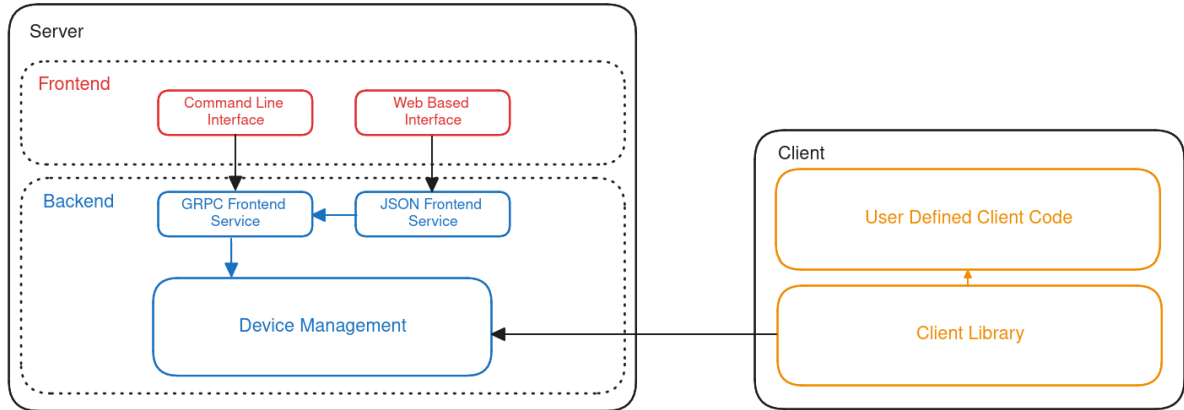 Server
Frontend
Command Line
Interface
Web Based
Interface
Backend
GRPC Frontend
Service
JSON Frontend
Service
Device Management
Client
User Defined Client Code
Client Library